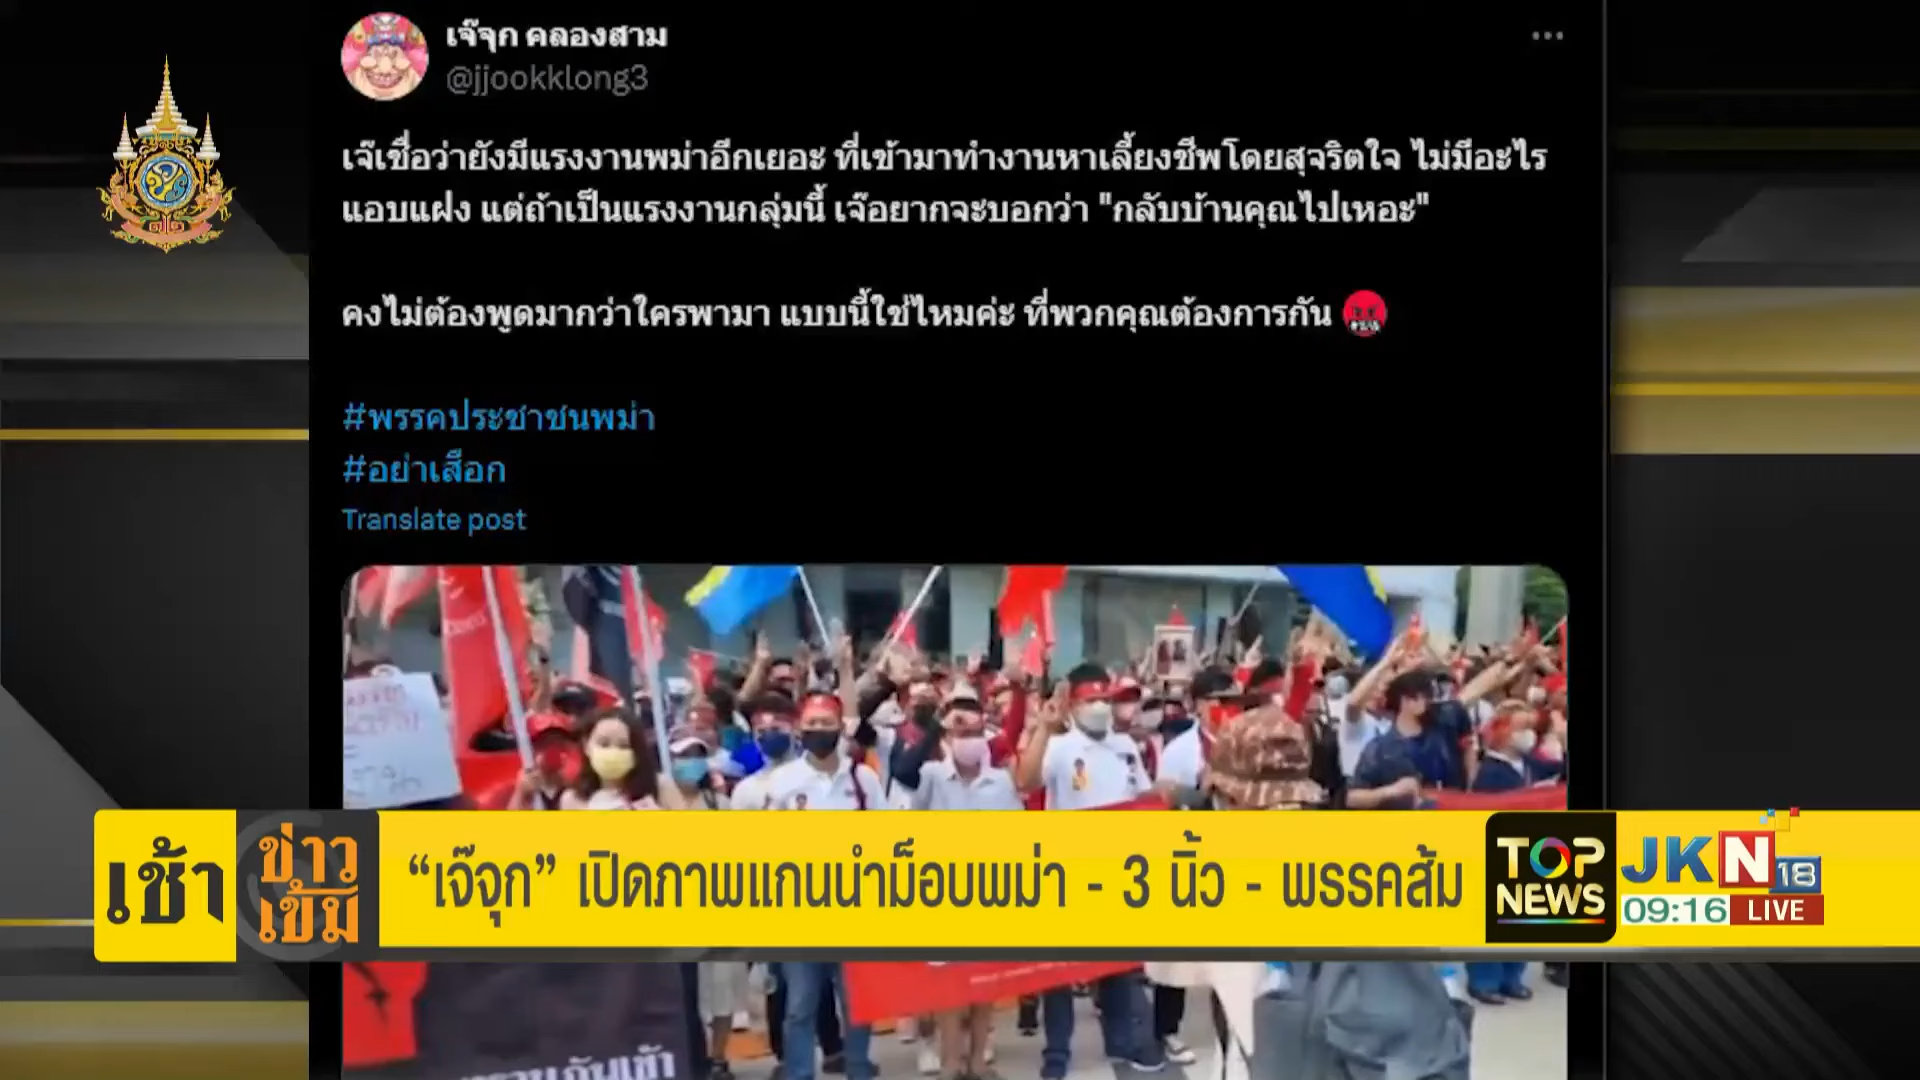 เจ๊จุก คลองสาม
@jjookklong3
เจ๊เชื่อว่ายังมีแรงงานพม่าอีกเยอะ ที่เข้ามาทำงานหาเลี้ยงชีพโดยสุจริตใจ ไม่มีอะไร
แอบแฝง แต่ถ้าเป็นแรงงานกลุ่มนี้ เจ๊อยากจะบอกว่า "กลับบ้านคุณไปเหอะ"
คงไม่ต้องพูดมากว่าใครพามา แบบนี้ใช่ไหมค่ะ ที่พวกคุณต้องการกัน
#พรรคประชาชนพม่า
#อย่าเสือก
Translate post
เช้า
ข่าว
เข้ม
“เจ๊จุก” เปิดภาพแกนนำม็อบพม่า - 3 นิ้ว - พรรคส้ม
TOP
NEWS
JKN18
09:16 LIVE